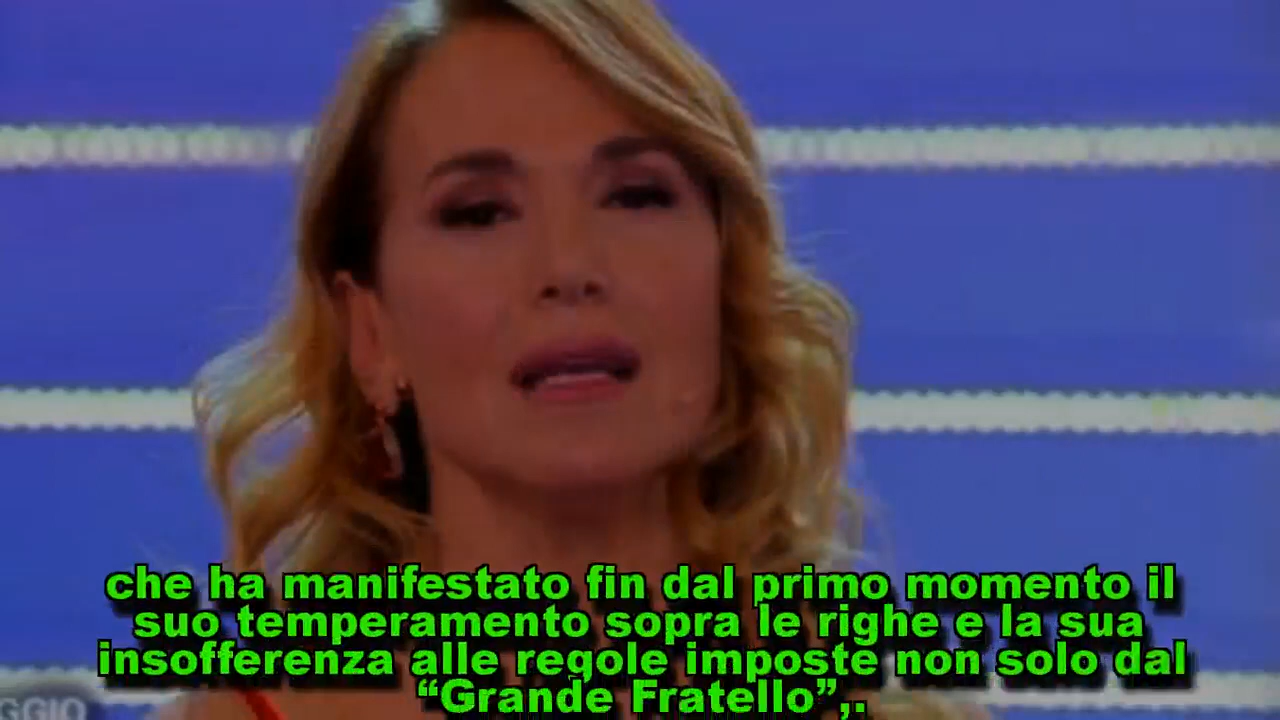 che ha manifestato fin dal primo momento il
suo temperamento sopra le righe e la sua
insofferenza alle regole imposte non solo dal
“Grande Fratello”,.
GGIO